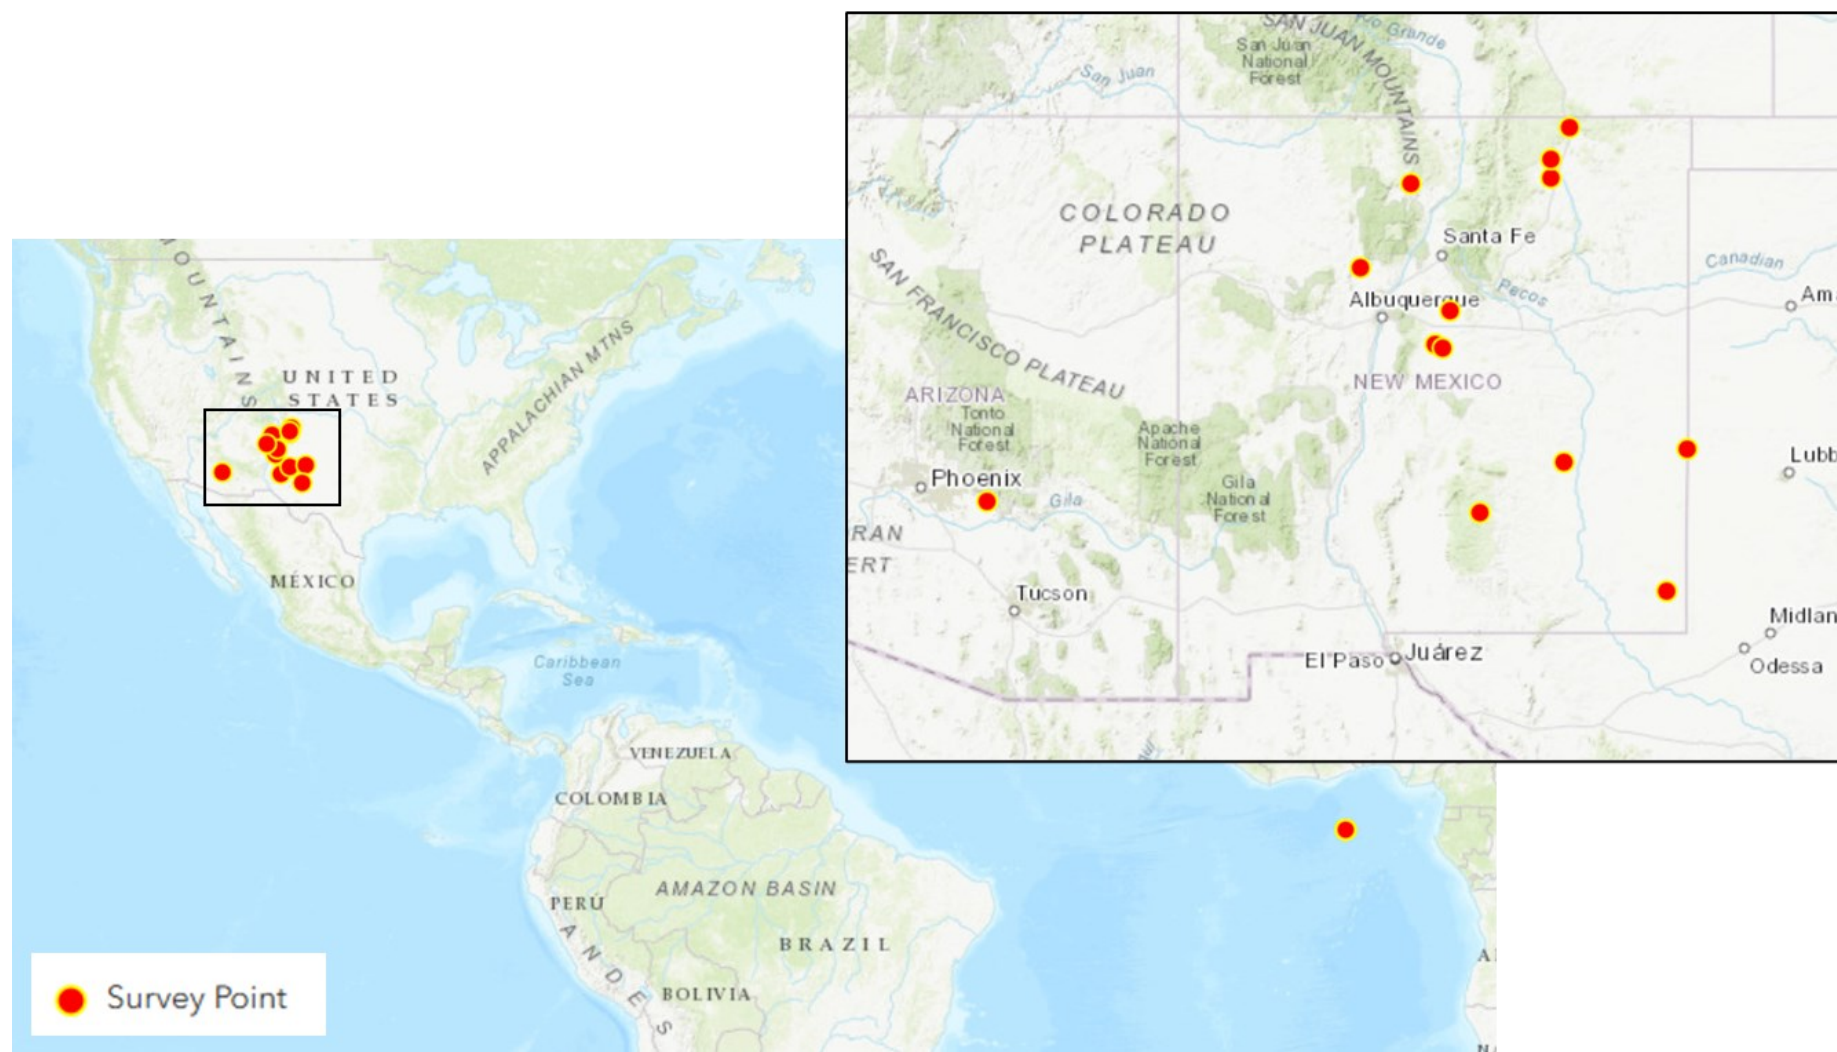 SAN JUAN MOUNTAINS
Rio Grande
San Juan
National
Forest
San Juan
COLORADO
PLATEAU
Santa Fe
Canadian
SAN FRANCISCO PLATEAU
Albuquerque
Pecos
Am
ARIZONA
NEW MEXICO
Tonto
National
Forest
Apache
National
Forest
Lubb
Phoenix
Gila
Gila
National
Forest
RAN
ERT
Tucson
Midlan
El Paso
Juárez
Odessa
MOUNTAINS
UNITED
STATES
APPALACHIAN MTNS
MÉXICO
Caribbean
Sea
VENEZUELA
COLOMBIA
AMAZON BASIN
PERÚ
BRAZIL
ANDES
BOLIVIA
A
N
Survey Point